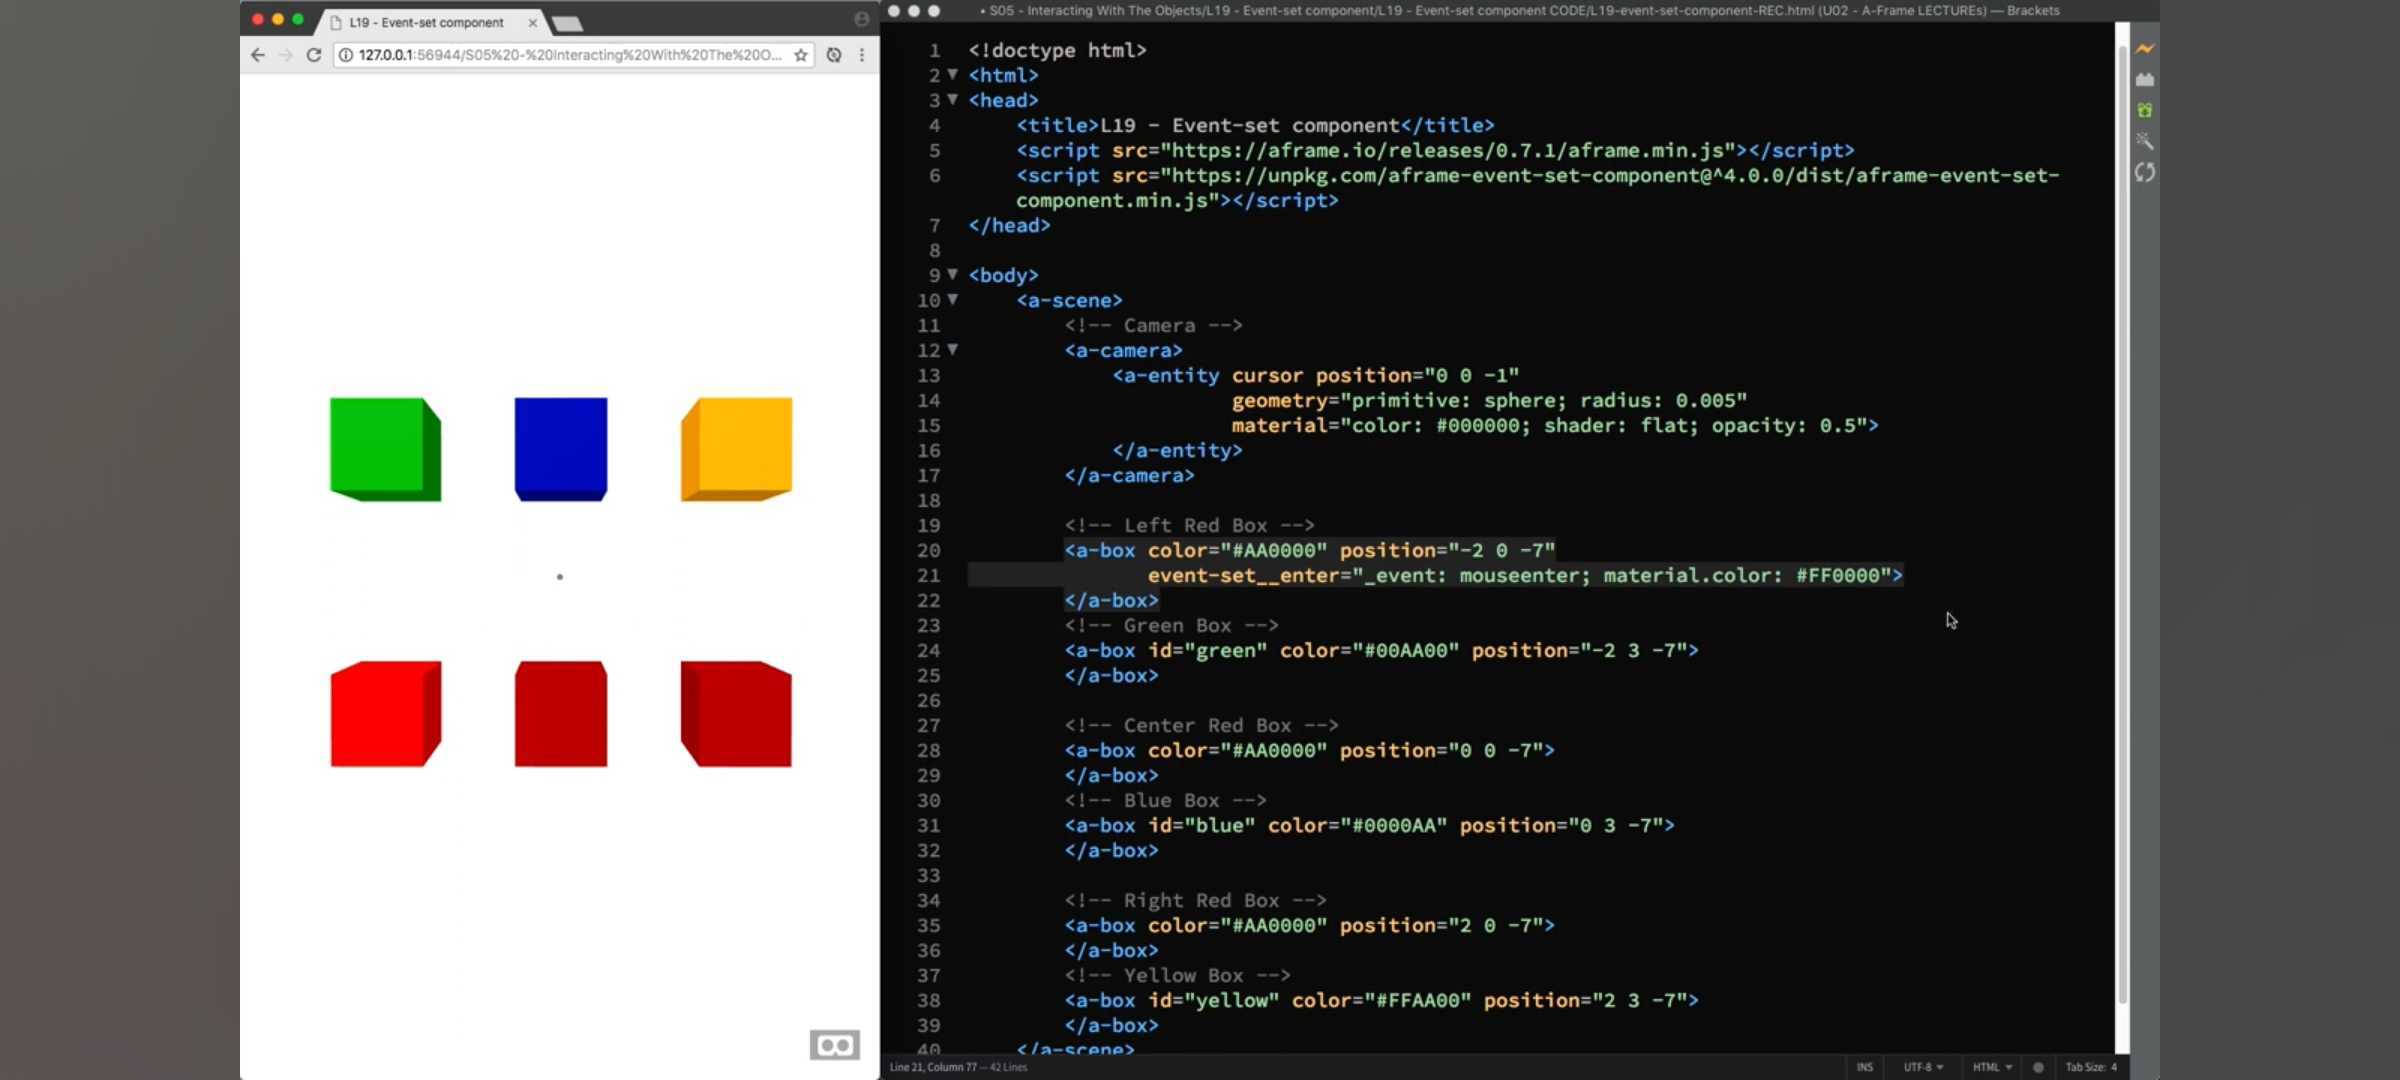 L19 - Event-set component
127.0.0.1:56944/S05%20-%20Interacting%20With%20The%20O...
• S05 - Interacting With The Objects/L19 - Event-set component/L19 - Event-set component CODE/L19-event-set-component-REC.html (U02 - A-Frame LECTUREs) — Brackets
1 <!doctype html>
2 <html>
3 <head>
4 <title>L19 - Event-set component</title>
5 <script src="https://aframe.io/releases/0.7.1/aframe.min.js"></script>
6 <script src="https://unpkg.com/aframe-event-set-component@^4.0.0/dist/aframe-event-set-
component.min.js"></script>
7 </head>
8
9 <body>
10 <a-scene>
11 <!-- Camera -->
12 <a-camera>
13 <a-entity cursor position="0 0 -1"
14 geometry="primitive: sphere; radius: 0.005"
15 material="color: #000000; shader: flat; opacity: 0.5">
16 </a-entity>
17 </a-camera>
18
19 <!-- Left Red Box -->
20 <a-box color="#AA0000" position="-2 0 -7"
21 event-set__enter="_event: mouseenter; material.color: #FF0000">
22 </a-box>
23 <!-- Green Box -->
24 <a-box id="green" color="#00AA00" position="-2 3 -7">
25 </a-box>
26
27 <!-- Center Red Box -->
28 <a-box color="#AA0000" position="0 0 -7">
29 </a-box>
30 <!-- Blue Box -->
31 <a-box id="blue" color="#0000AA" position="0 3 -7">
32 </a-box>
33
34 <!-- Right Red Box -->
35 <a-box color="#AA0000" position="2 0 -7">
36 </a-box>
37 <!-- Yellow Box -->
38 <a-box id="yellow" color="#FFAA00" position="2 3 -7">
39 </a-box>
40 </a-scene>
Line 21, Column 77 — 42 Lines
INS UTF-8 HTML Tab Size: 4